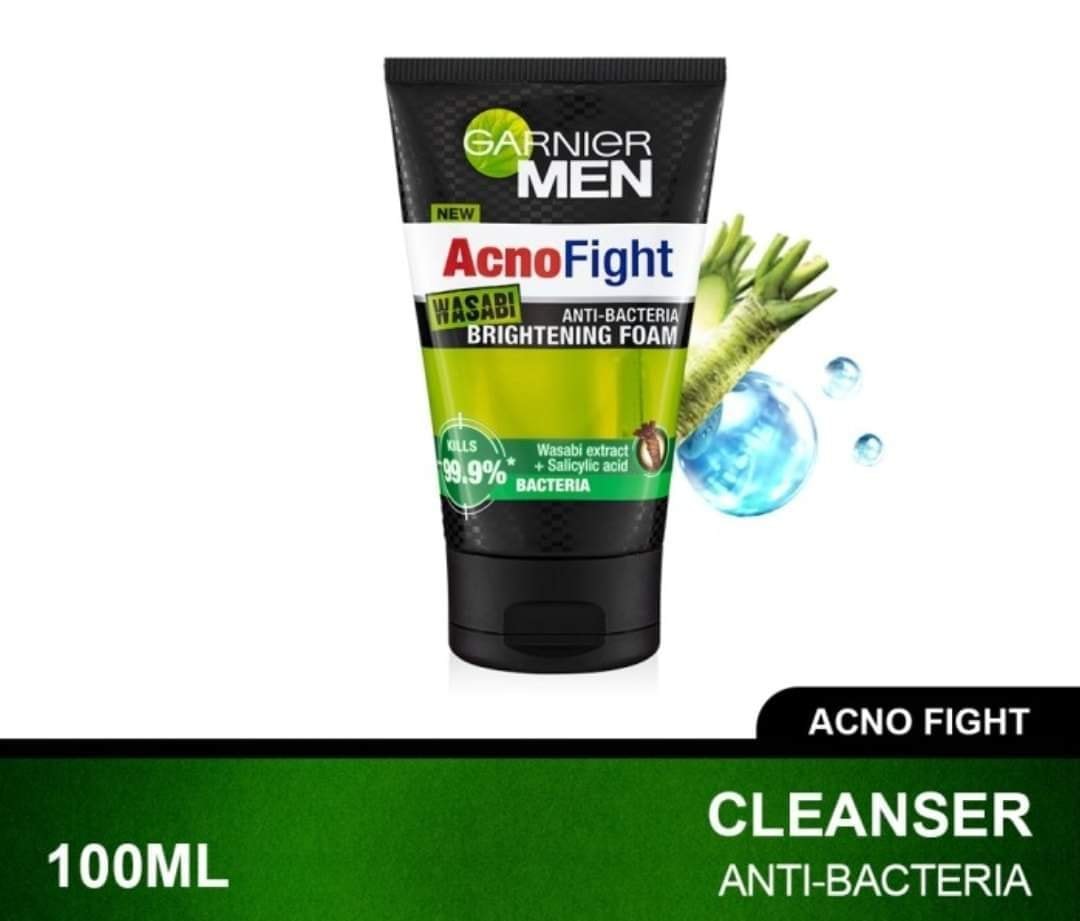 GARNIER
MEN
NEW
AcnoFight
WASABI
ANTI-BACTERIA
BRIGHTENING FOAM
KILLS
99.9%*
BACTERIA
Wasabi extract
+ Salicylic acid
ACNO FIGHT
CLEANSER
ANTI-BACTERIA
100ML